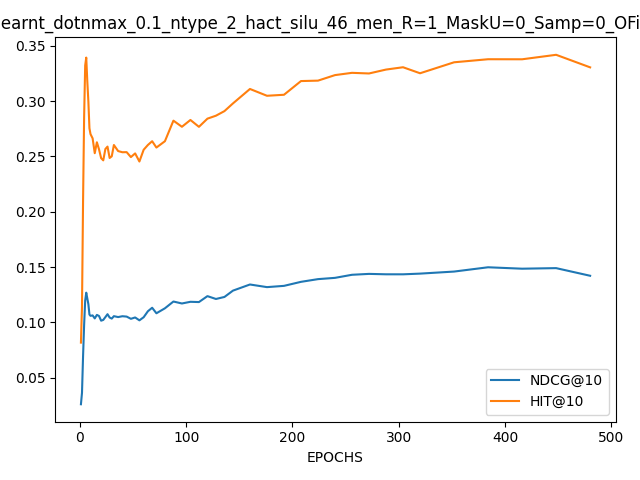 earnt_dotnmax_0.1_ntype_2_hact_silu_46_men_R=1_MaskU=0_Samp=0_OFi
0.35
0.30
0.25
0.20
0.15
0.10
0.05
0 100 200 300 400 500
EPOCHS
NDCG@10
HIT@10